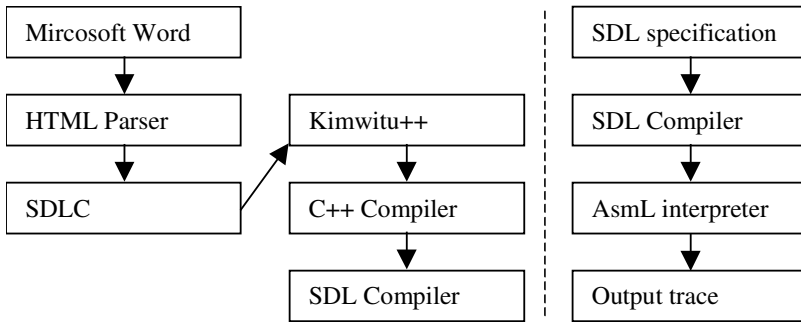 Mircosoft Word
HTML Parser
SDLC
Kimwitu++
C++ Compiler
SDL Compiler
SDL specification
SDL Compiler
AsmL interpreter
Output trace